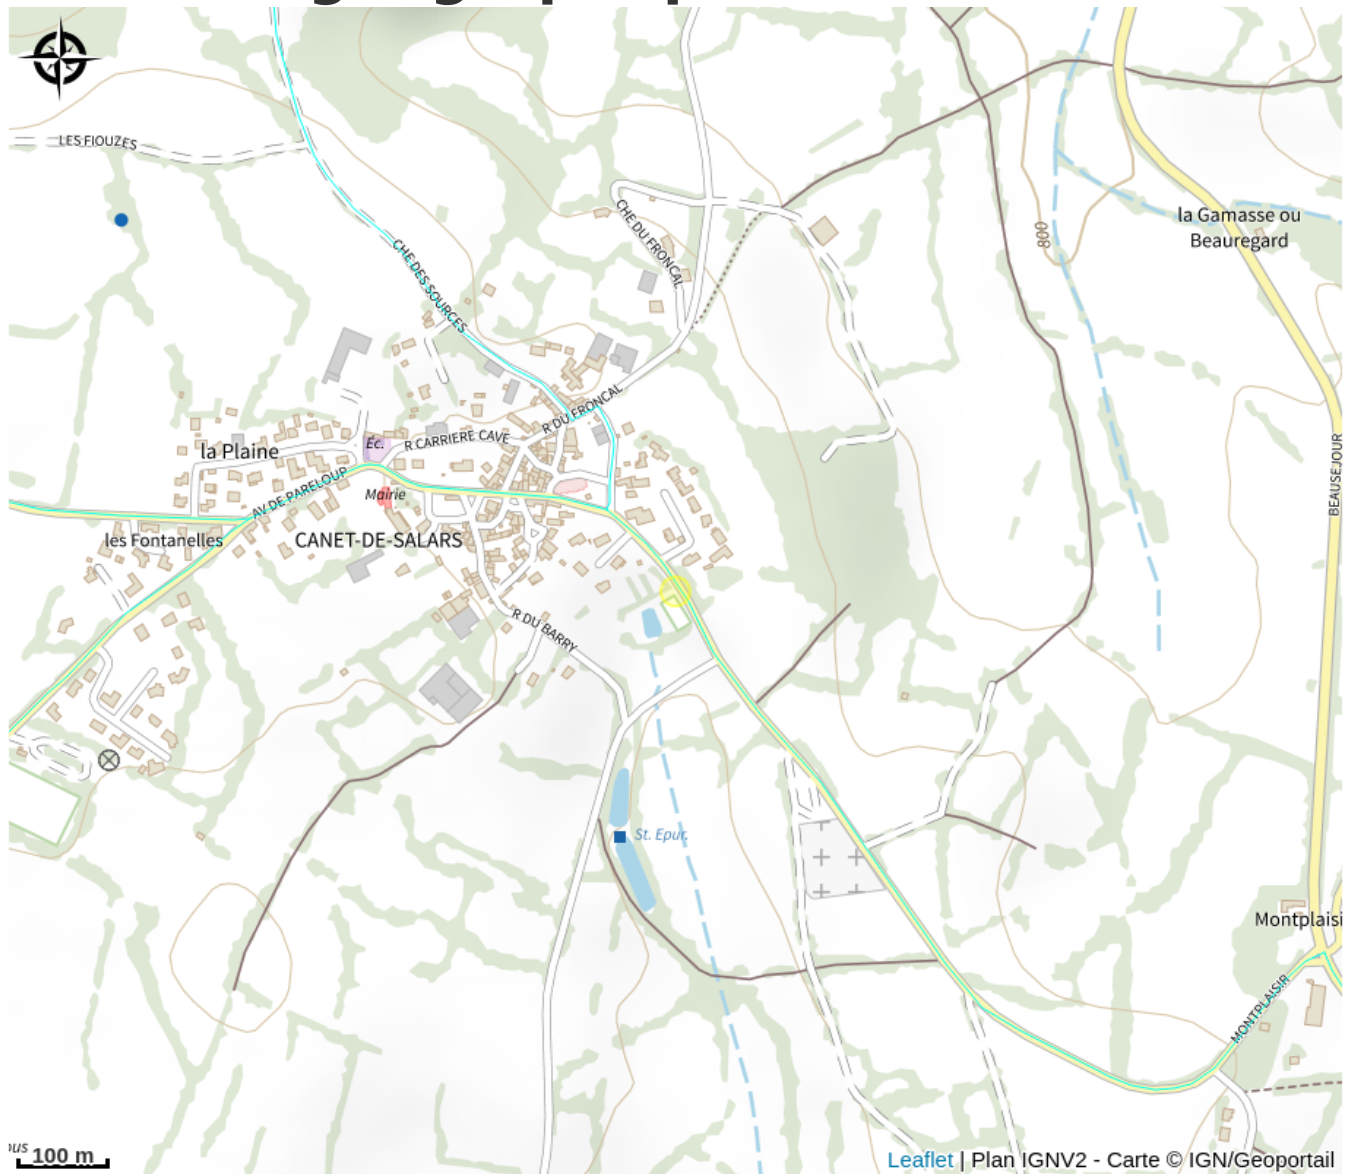 LES FIOUZES
CHE DU FRONCAL
la Gamasse ou
Beauregard
800
CHE DES SOURCES
R DU FRONCAL
Éc.
R CARRIERE CAVE
la Plaine
AV DE PARELOUP
Mairie
BEAUSEJOUR
les Fontanelles
CANET-DE-SALARS
R DU BARRY
St. Epur.
Montplaisi
MONTPLAISIR
100 m
Leaflet | Plan IGNV2 - Carte © IGN/Geoportail